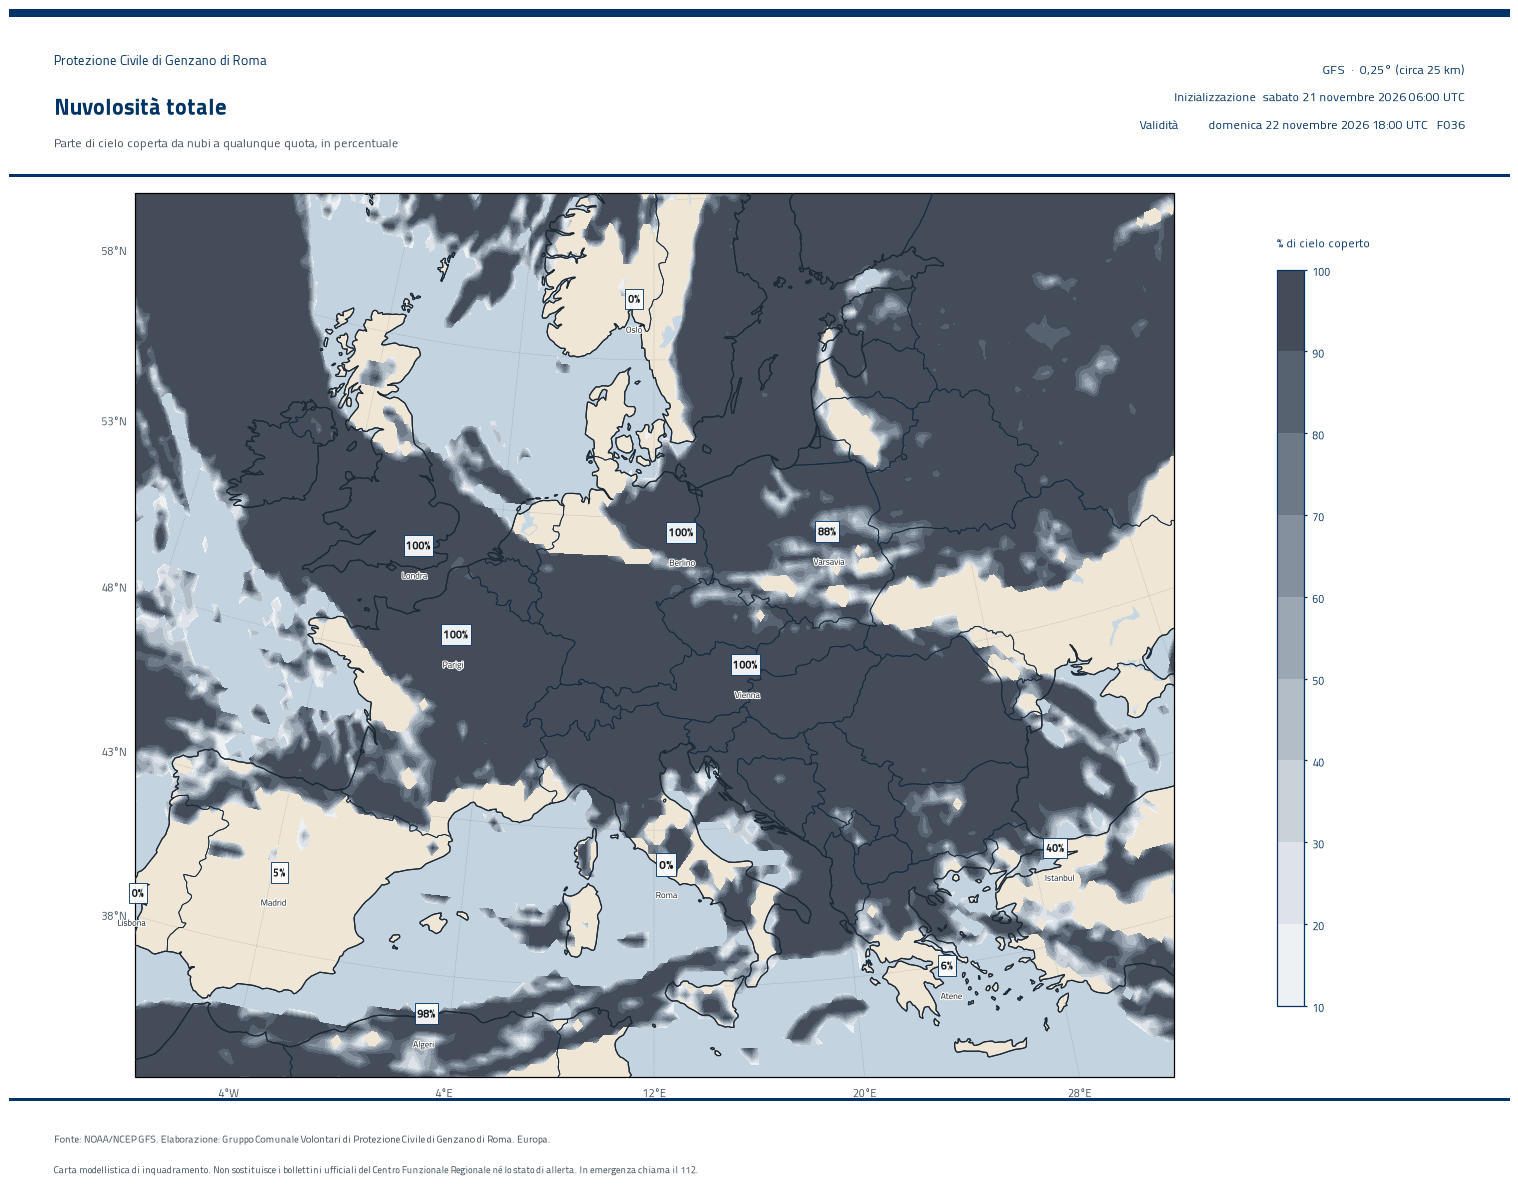 Protezione Civile di Genzano di Roma
Nuvolosità totale
Parte di cielo coperta da nubi a qualunque quota, in percentuale
GFS · 0,25° (circa 25 km)
Inizializzazione sabato 21 novembre 2026 06:00 UTC
Validità domenica 22 novembre 2026 18:00 UTC F036
58°N
53°N
48°N
43°N
38°N
4°W
4°E
12°E
20°E
28°E
0%
Oslo
100%
Londra
100%
Berlino
88%
Varsavia
100%
Parigi
100%
Vienna
5%
Madrid
0%
Lisbona
0%
Roma
40%
Istanbul
6%
Atene
98%
Algeri
% di cielo coperto
100
90
80
70
60
50
40
30
20
10
Fonte: NOAA/NCEP GFS. Elaborazione: Gruppo Comunale Volontari di Protezione Civile di Genzano di Roma. Europa.
Carta modellistica di inquadramento. Non sostituisce i bollettini ufficiali del Centro Funzionale Regionale né lo stato di allerta. In emergenza chiama il 112.